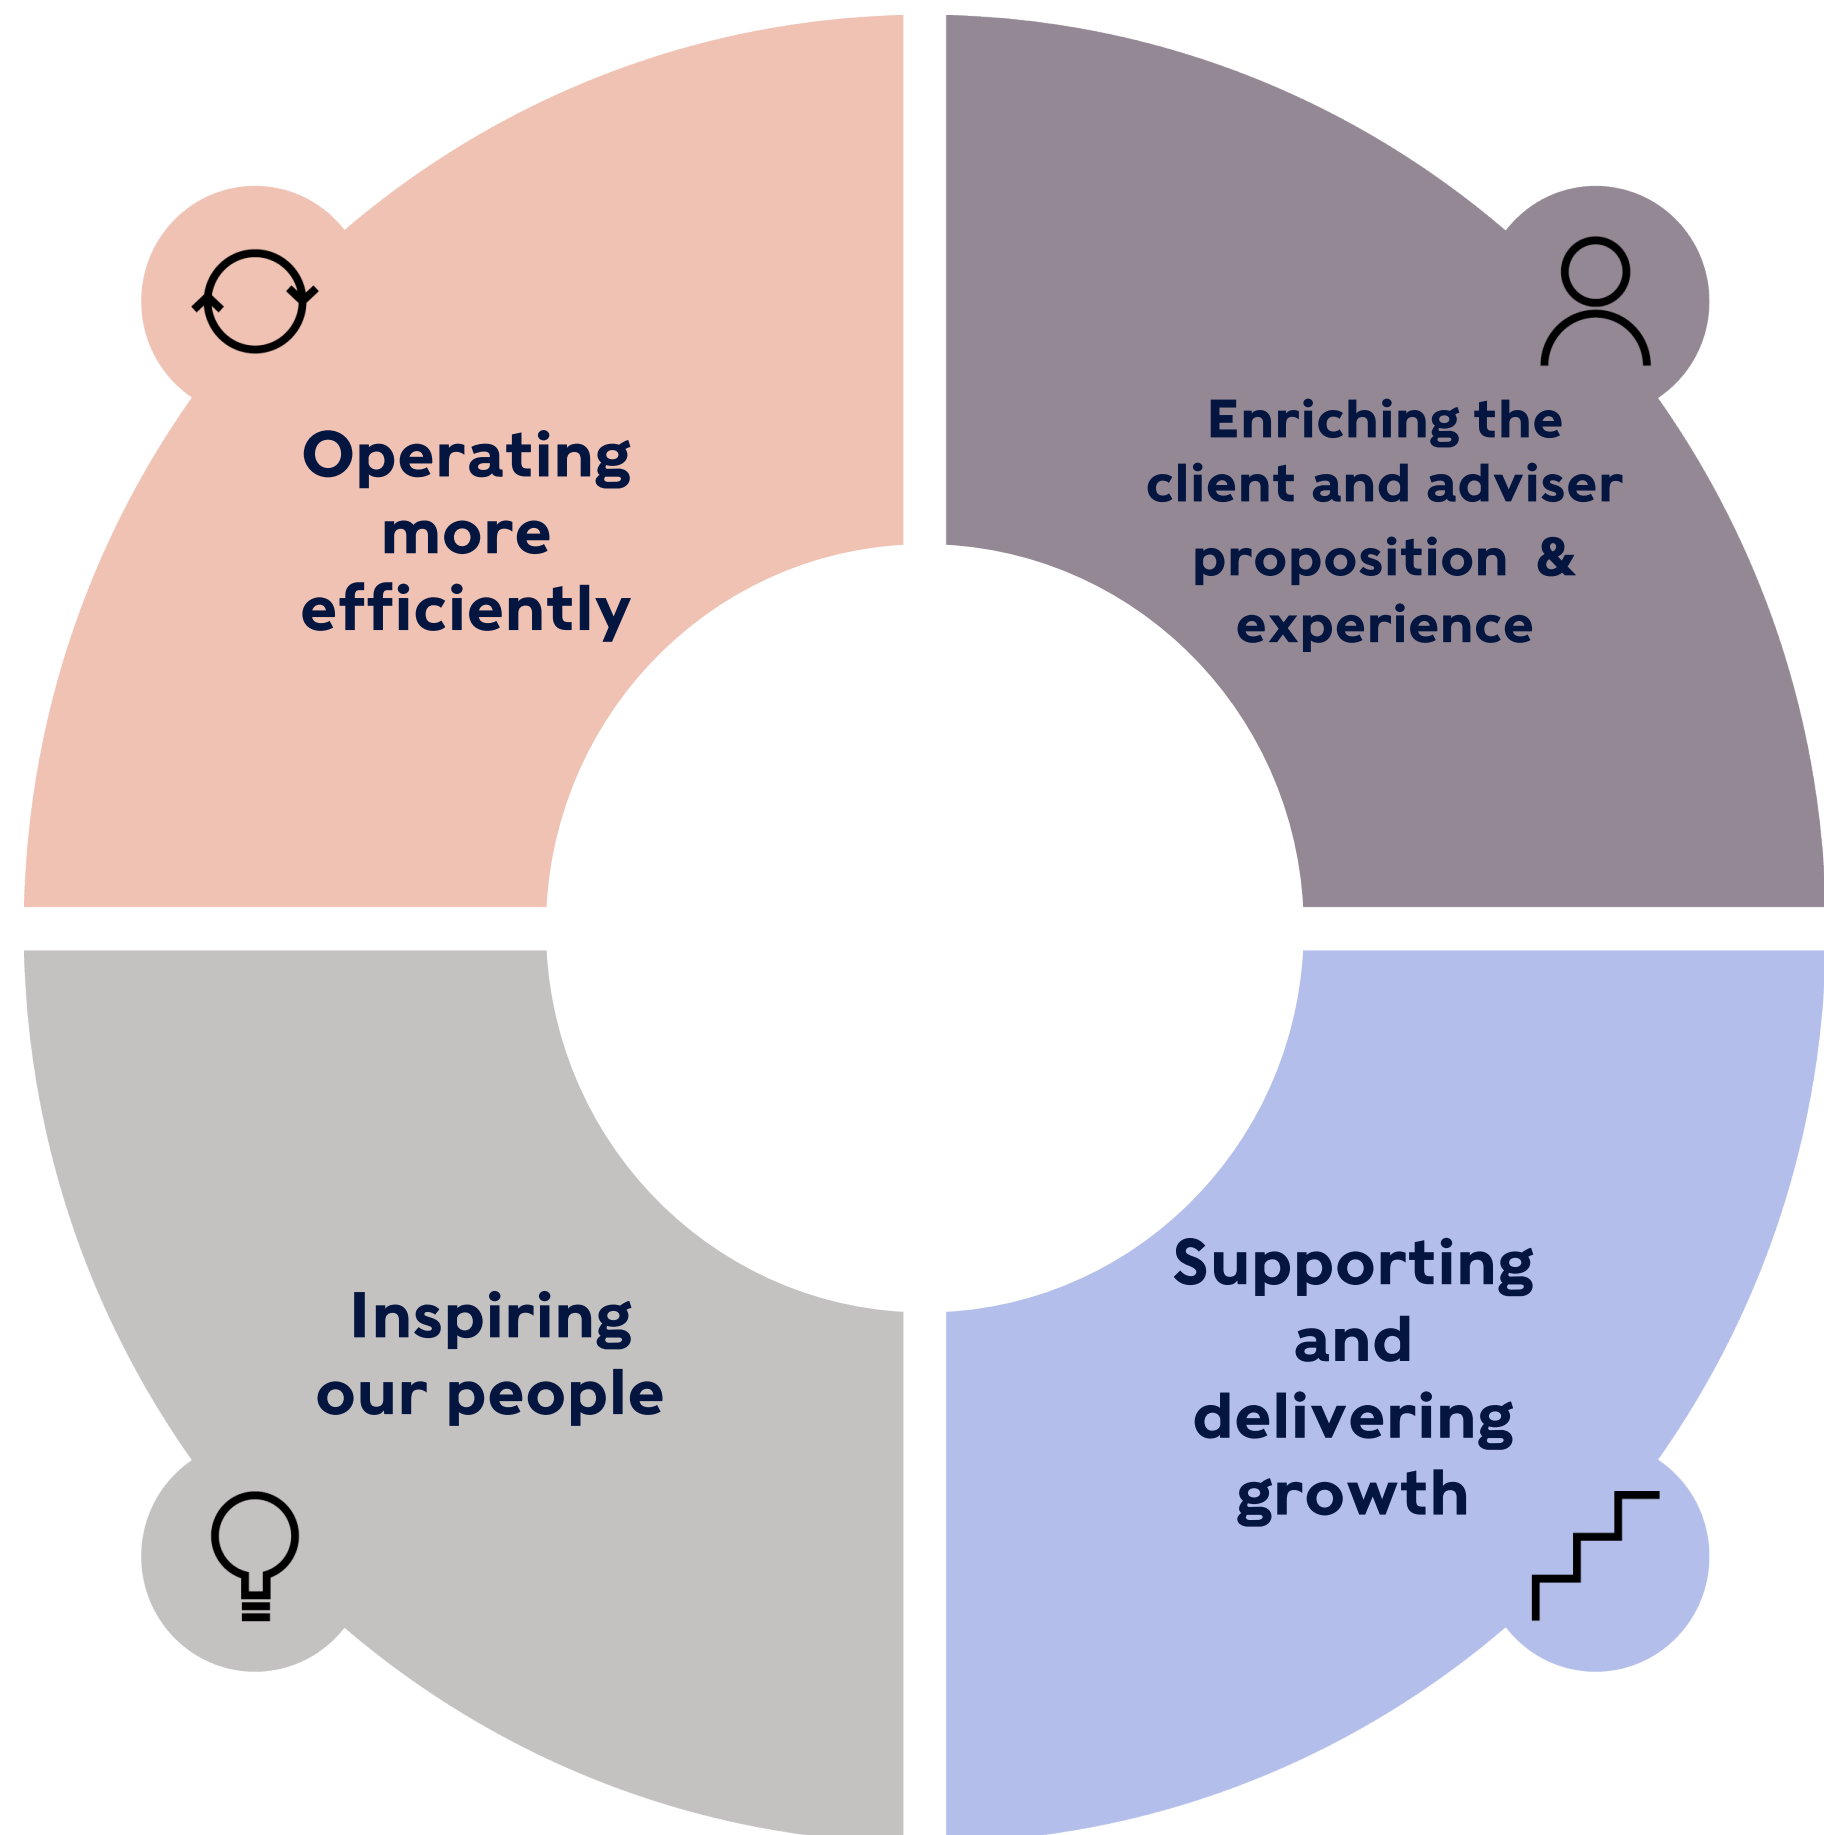 Operating
more
efficiently
Enriching the
client and adviser
proposition &
experience
Inspiring
our people
Supporting
and
delivering
growth